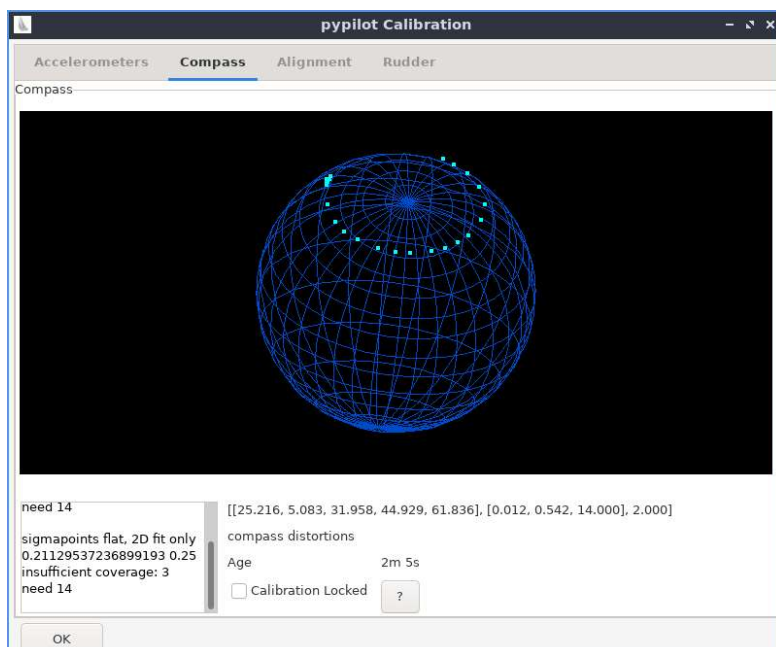 pypilot Calibration
Accelerometers Compass Alignment Rudder
Compass
need 14
sigmapoints flat, 2D fit only
0.21129537236899193 0.25
insufficient coverage: 3
need 14
[[25.216, 5.083, 31.958, 44.929, 61.836], [0.012, 0.542, 14.000], 2.000]
compass distortions
Age 2m 5s
Calibration Locked ?
OK